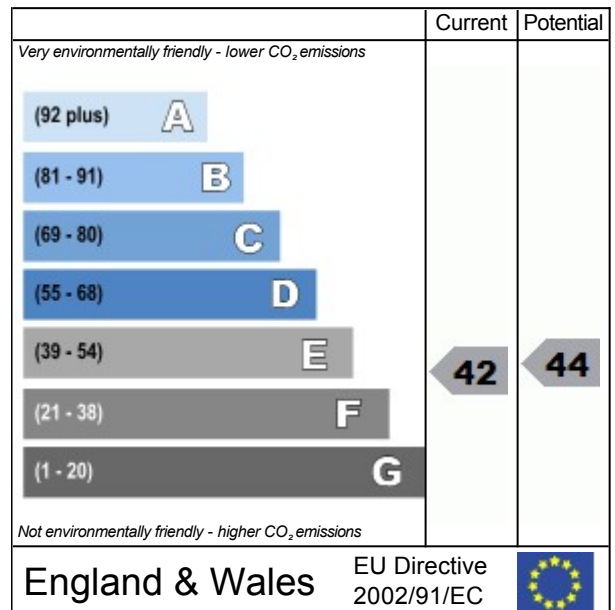 Current Potential
Very environmentally friendly - lower CO₂ emissions
(92 plus) A
(81 - 91) B
(69 - 80) C
(55 - 68) D
(39 - 54) E
42 44
(21 - 38) F
(1 - 20) G
Not environmentally friendly - higher CO₂ emissions
England & Wales
EU Directive
2002/91/EC